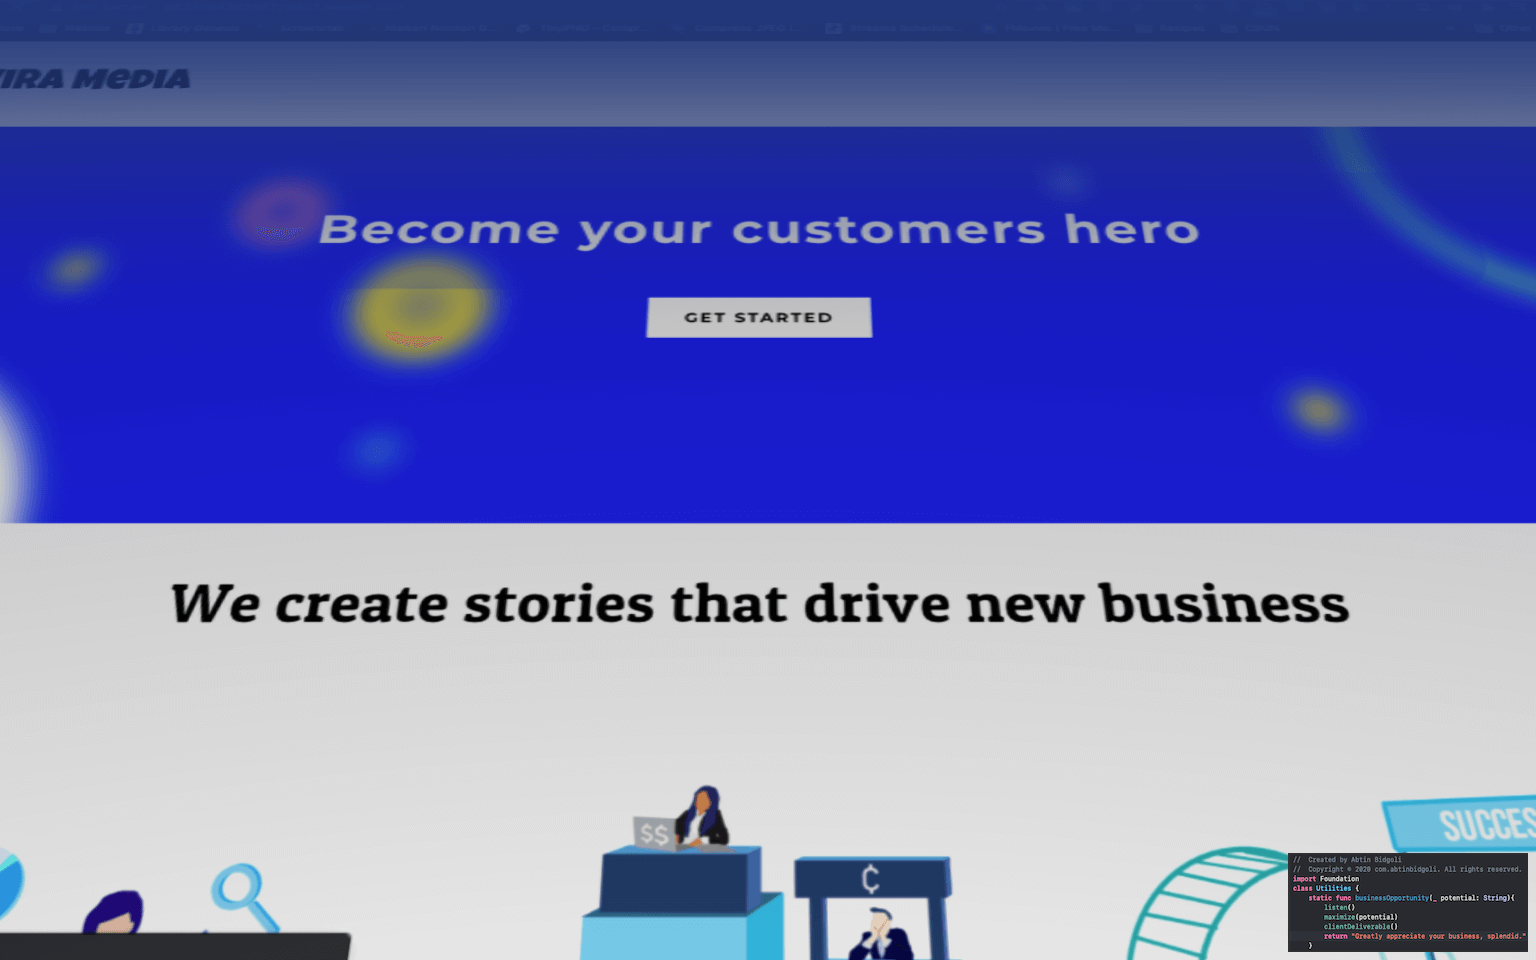 IRA MEDIA
Become your customers hero
GET STARTED
We create stories that drive new business
$$
₵
SUCCES
// Created by Abtin Bidgoli
// Copyright © 2020 com.abtinbidgoli. All rights reserved.
import Foundation
class Utilities {
static func businessOpportunity(_ potential: String){
listen()
maximize(potential)
clientDeliverable()
return "Greatly appreciate your business, splendid."
}